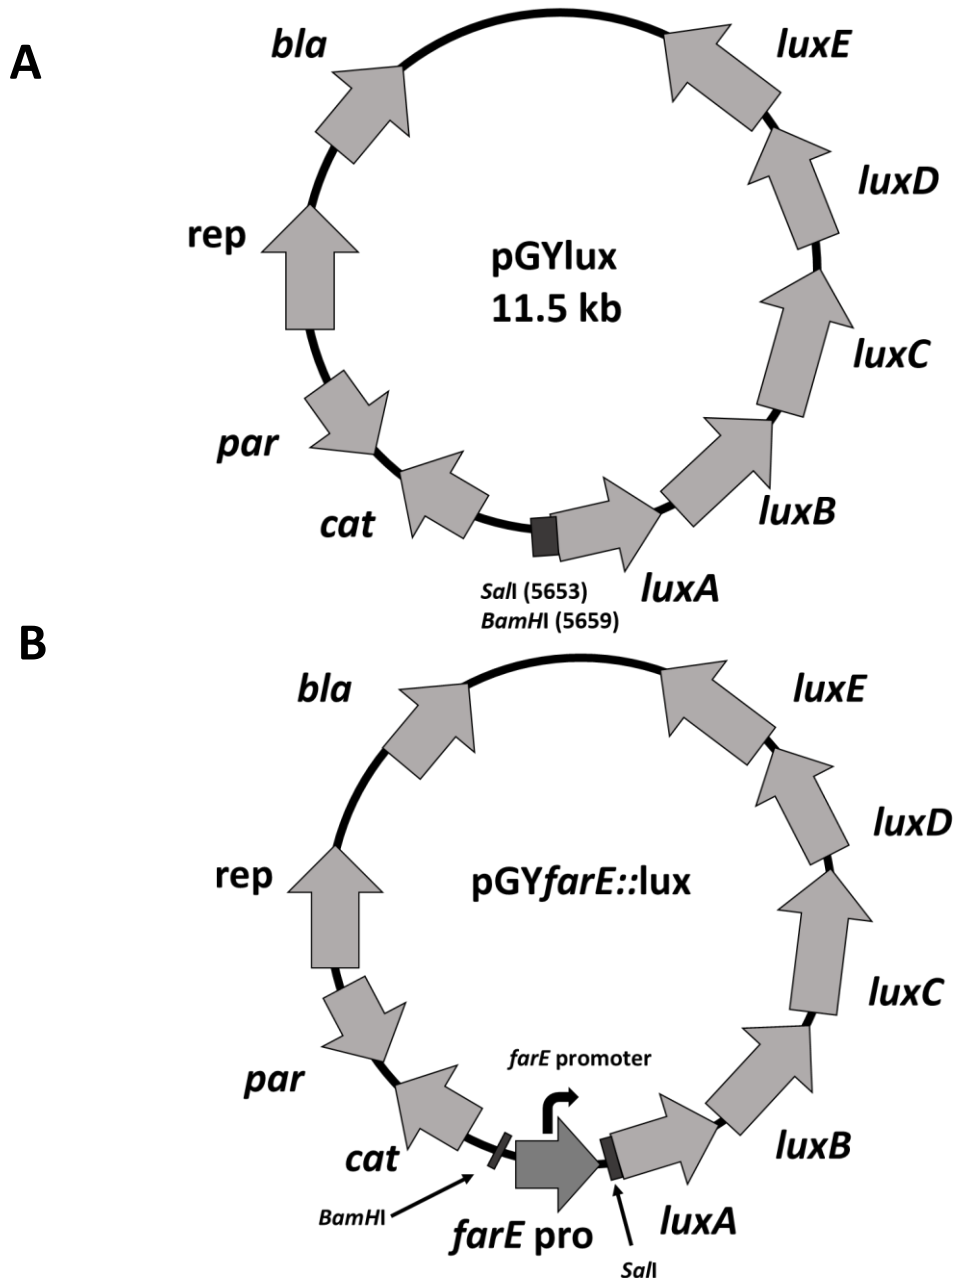 A
bla
luxE
luxD
rep
pGYlux
11.5 kb
luxC
par
luxB
cat
SalI (5653)
BamHI (5659)
luxA
B
bla
luxE
luxD
rep
pGYfarE::lux
luxC
farE promoter
par
luxB
cat
BamHI
farE pro
luxA
SalI